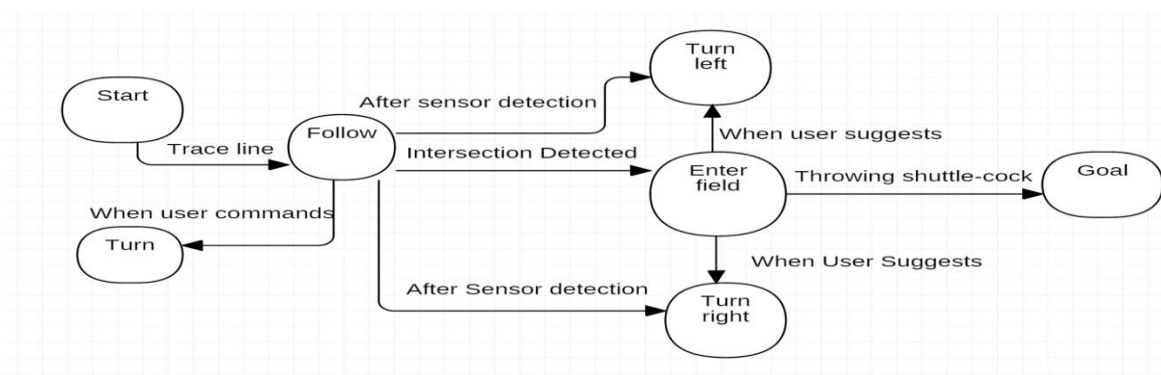 Turn
left
Start
After sensor detection
Follow
When user suggests
Trace line
Intersection Detected
Enter
field
Throwing shuttle-cock
Goal
When user commands
Turn
When User Suggests
After Sensor detection
Turn
right